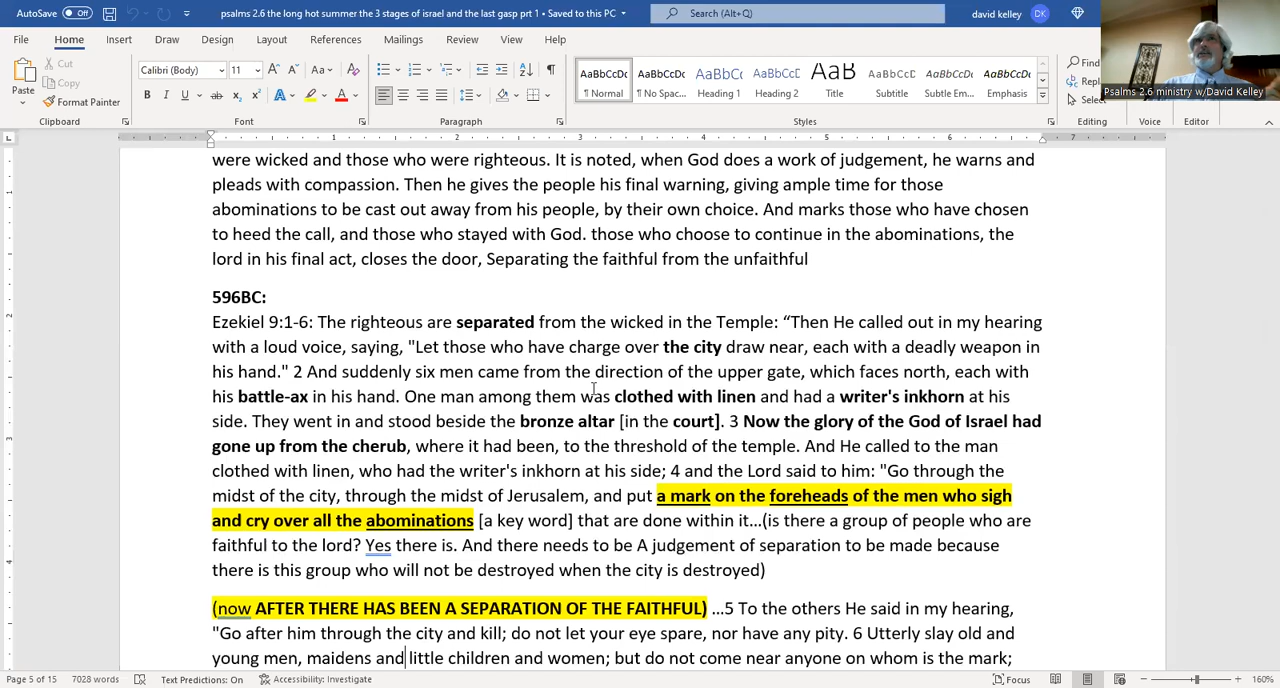 AutoSave Off psalms 2.6 the long hot summer the 3 stages of israel and the last gasp prt 1 • Saved to this PC Search (Alt+Q) david kelley DK
File Home Insert Draw Design Layout References Mailings Review View Help
Paste Cut Copy Format Painter
Clipboard
Calibri (Body) 11
Font
Paragraph
AaBbCcDc AaBbCcDc AaBbCc AaBbCcC AaB AaBbCcC AaBbCcDc AaBbCcDc
¶ Normal ¶ No Spac... Heading 1 Heading 2 Title Subtitle Subtle Em... Emphasis
Styles
Find
Repl
Select
Editing Voice Editor
Psalms 2.6 ministry w/David Kelley
were wicked and those who were righteous. It is noted, when God does a work of judgement, he warns and
pleads with compassion. Then he gives the people his final warning, giving ample time for those
abominations to be cast out away from his people, by their own choice. And marks those who have chosen
to heed the call, and those who stayed with God. those who choose to continue in the abominations, the
lord in his final act, closes the door, Separating the faithful from the unfaithful
596BC:
Ezekiel 9:1-6: The righteous are separated from the wicked in the Temple: “Then He called out in my hearing
with a loud voice, saying, "Let those who have charge over the city draw near, each with a deadly weapon in
his hand." 2 And suddenly six men came from the direction of the upper gate, which faces north, each with
his battle-ax in his hand. One man among them was clothed with linen and had a writer's inkhorn at his
side. They went in and stood beside the bronze altar [in the court]. 3 Now the glory of the God of Israel had
gone up from the cherub, where it had been, to the threshold of the temple. And He called to the man
clothed with linen, who had the writer's inkhorn at his side; 4 and the Lord said to him: "Go through the
midst of the city, through the midst of Jerusalem, and put a mark on the foreheads of the men who sigh
and cry over all the abominations [a key word] that are done within it...(is there a group of people who are
faithful to the lord? Yes there is. And there needs to be A judgement of separation to be made because
there is this group who will not be destroyed when the city is destroyed)
(now AFTER THERE HAS BEEN A SEPARATION OF THE FAITHFUL) ...5 To the others He said in my hearing,
"Go after him through the city and kill; do not let your eye spare, nor have any pity. 6 Utterly slay old and
young men, maidens and little children and women; but do not come near anyone on whom is the mark;
Page 5 of 15 7028 words Text Predictions: On Accessibility: Investigate Focus 160%